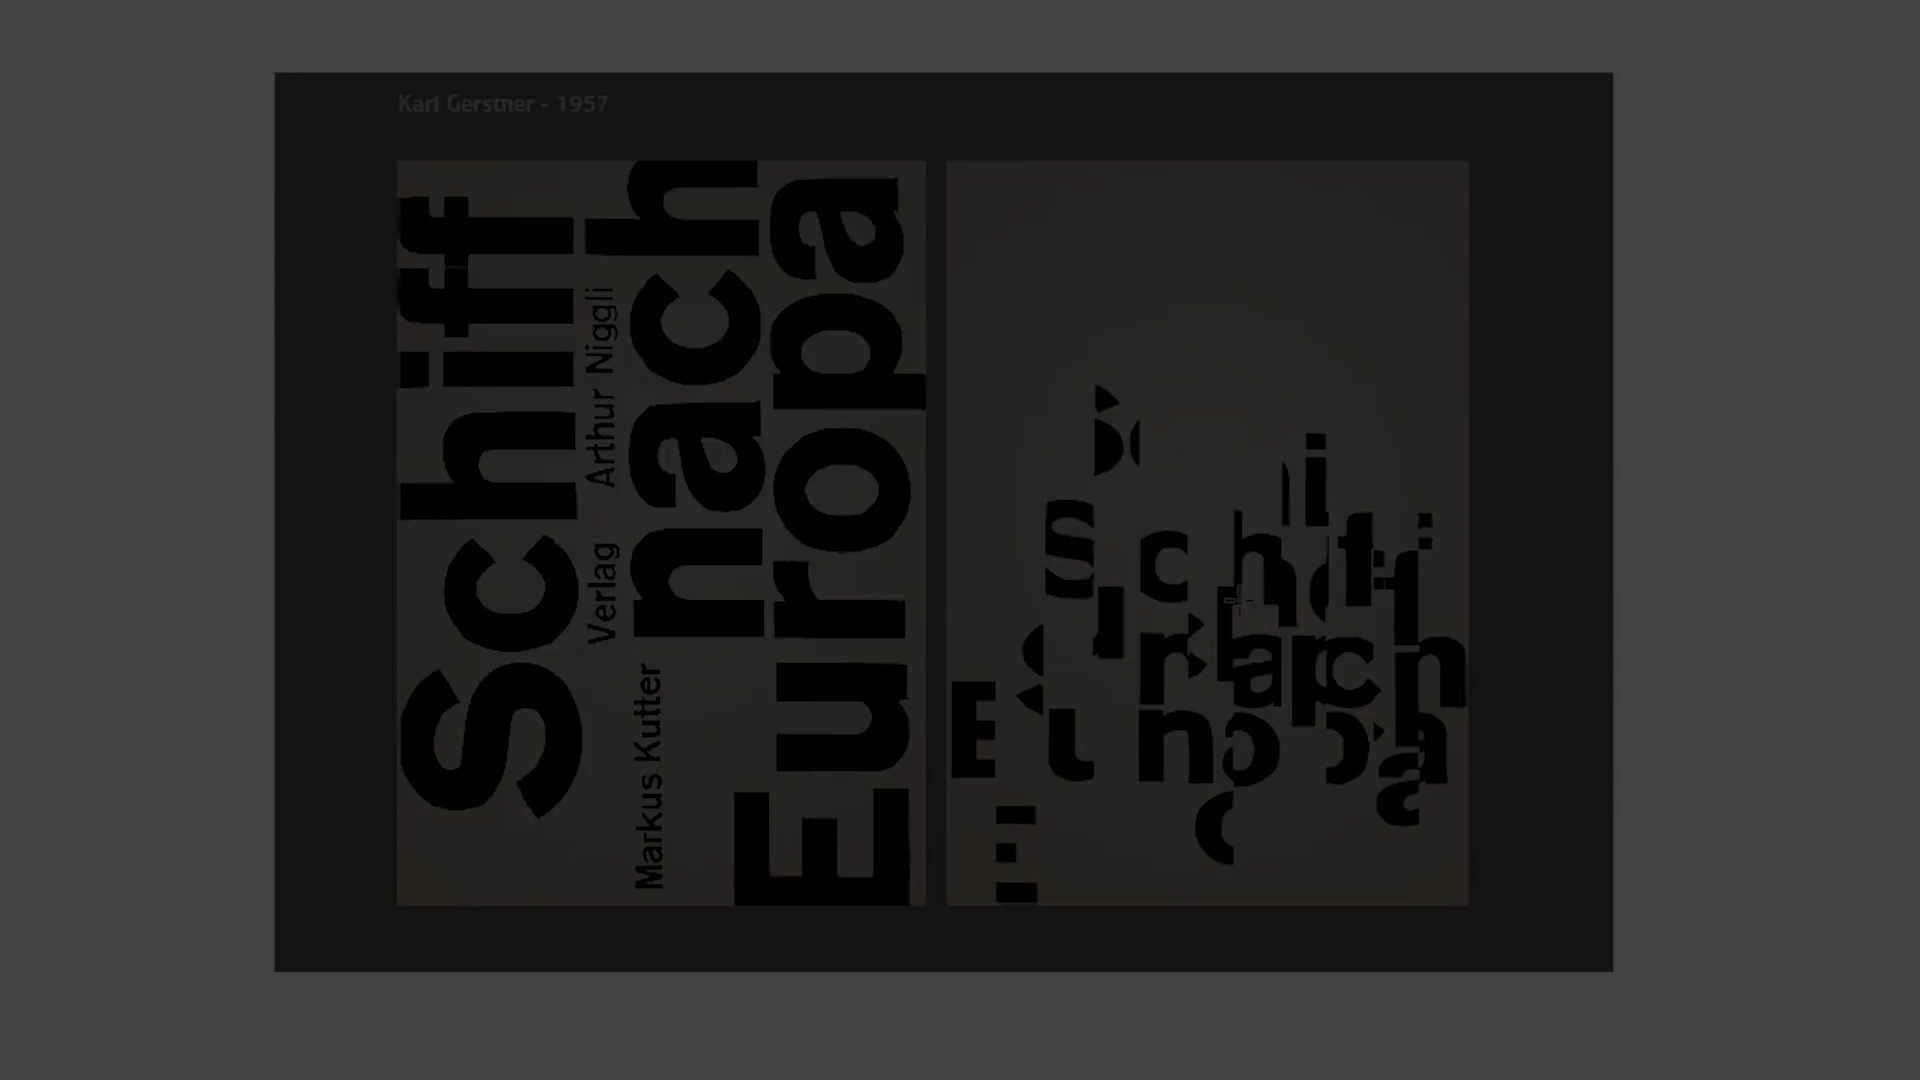 Karl Gerstner - 1957
Schiff
Verlag Arthur Niggli
nach
Markus Kutter
Europa